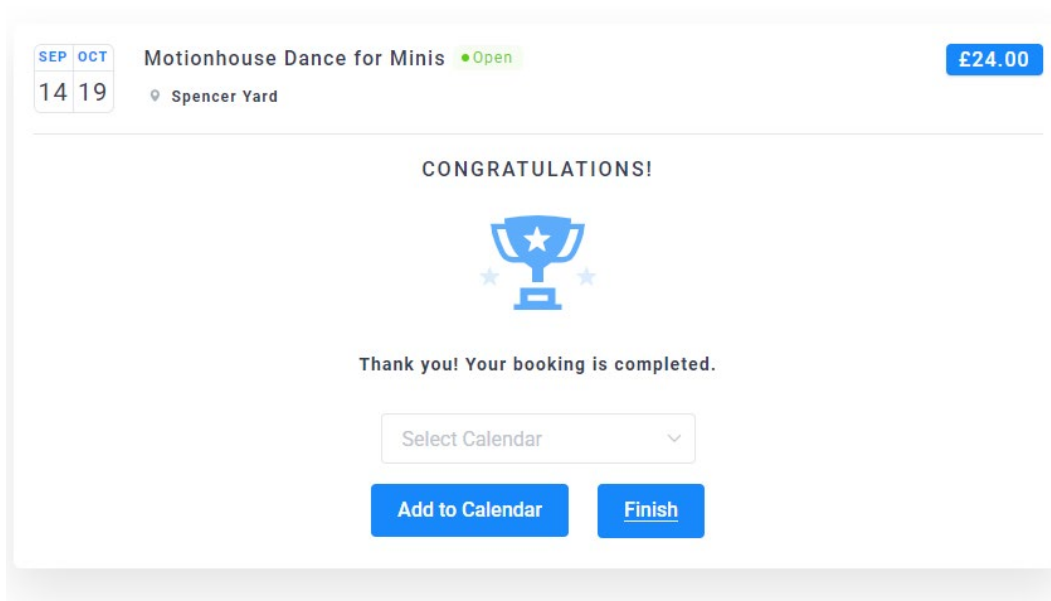 SEP OCT
14 19
Motionhouse Dance for Minis
Open
Spencer Yard
£24.00
CONGRATULATIONS!
Thank you! Your booking is completed.
Select Calendar
Add to Calendar
Finish